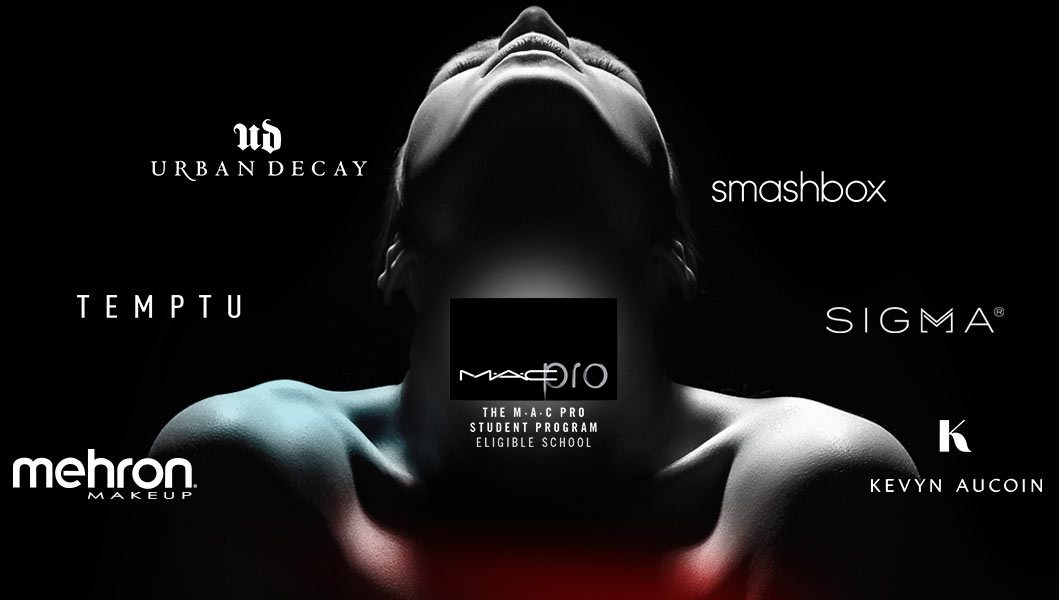 ud
URBAN DECAY
smashbox
TEMPTU
SIGMA®
M·A·C pro
THE M·A·C PRO
STUDENT PROGRAM
ELIGIBLE SCHOOL
mehron®
MAKEUP
K
KEVYN AUCOIN